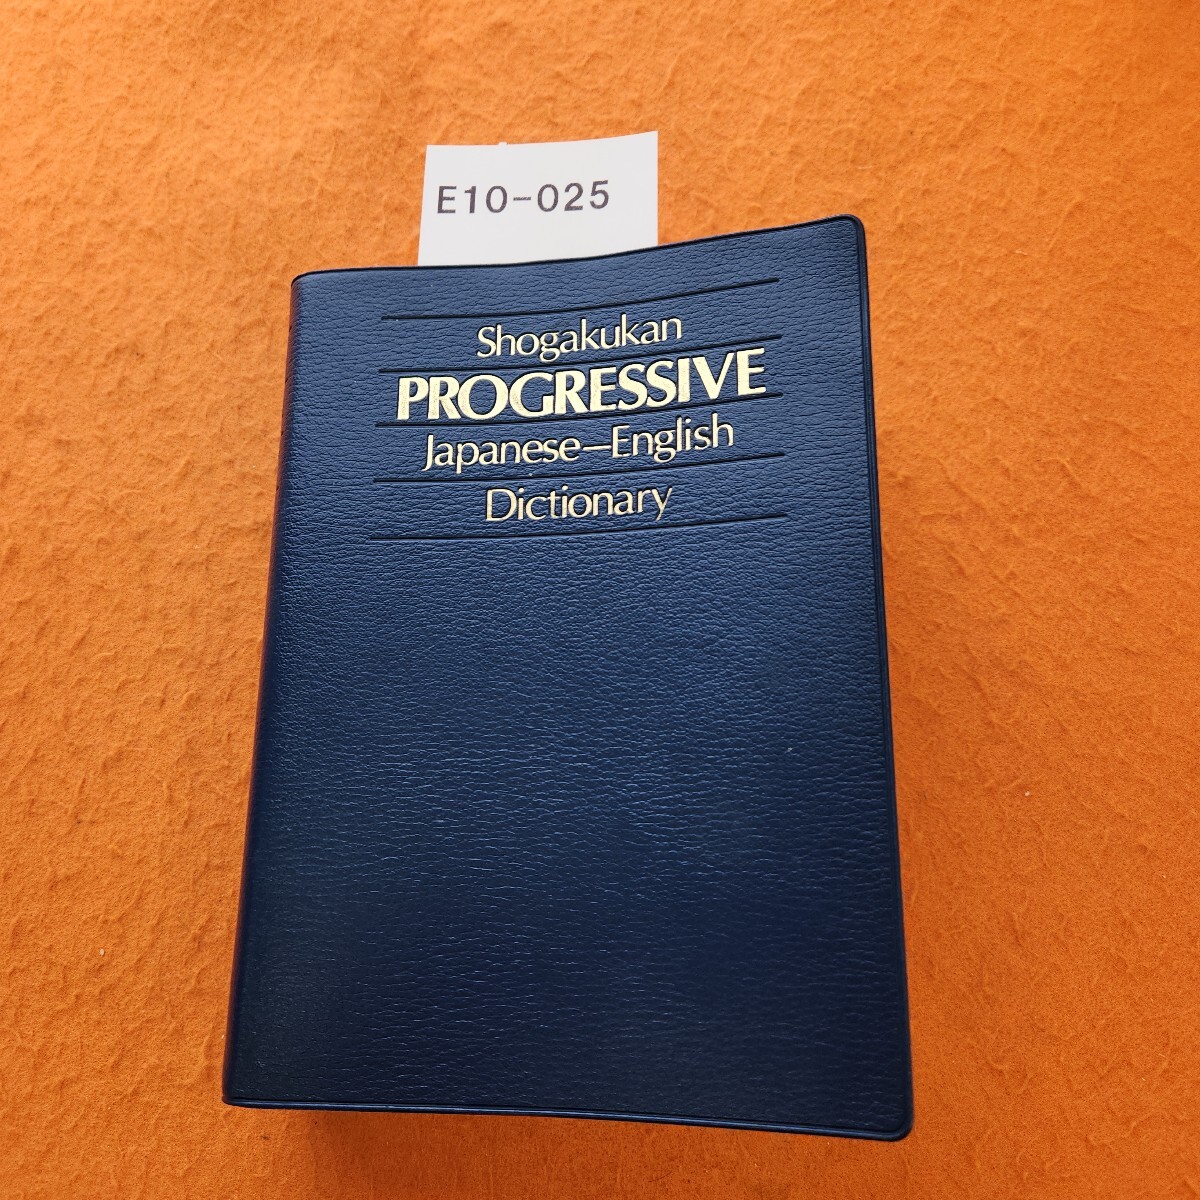 E10-025
Shogakukan
PROGRESSIVE
Japanese–English
Dictionary